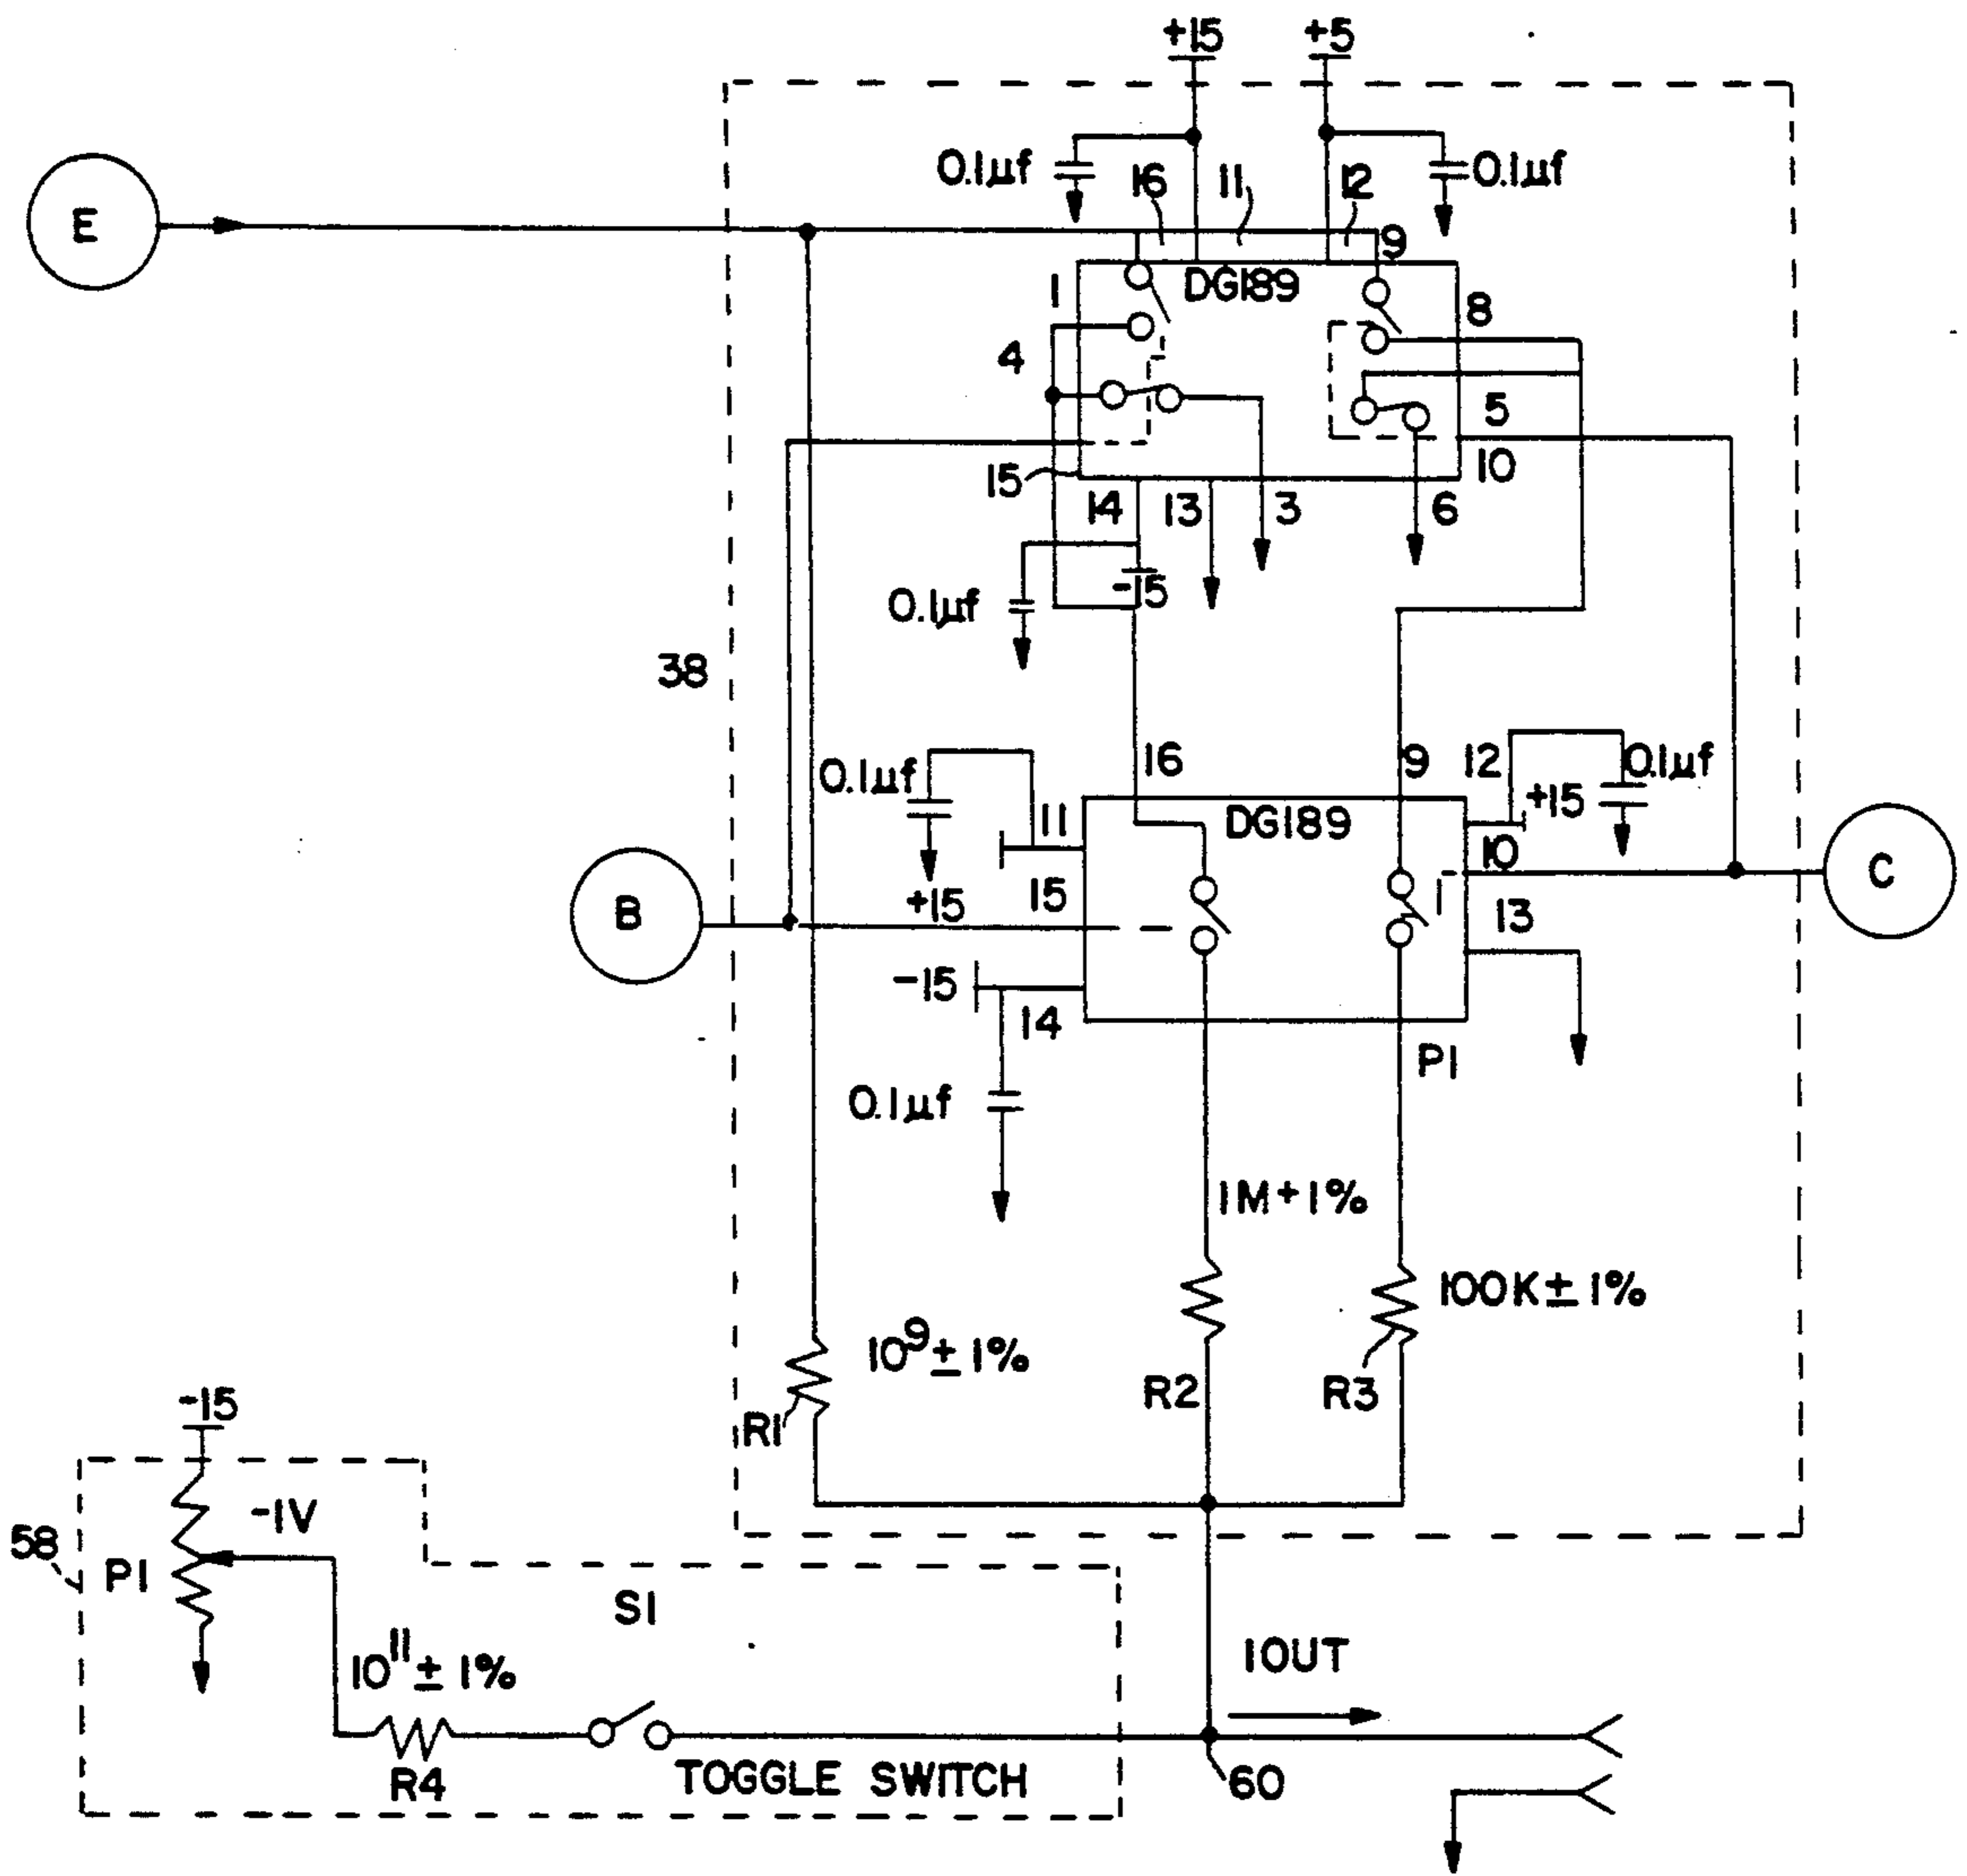 +15
+5
0.1µf
16
11
12
0.1µf
E
9
1
DG189
8
4
5
15
10
14
13
3
6
-15
0.1µf
38
16
9
12
0.1µf
0.1µf
+15
11
DG189
10
C
15
+15
B
13
-15
14
P1
0.1µf
1M+1%
100K±1%
10⁹±1%
R2
R3
R1
-15
-1V
58
P1
S1
10¹¹±1%
IOUT
R4
TOGGLE SWITCH
60